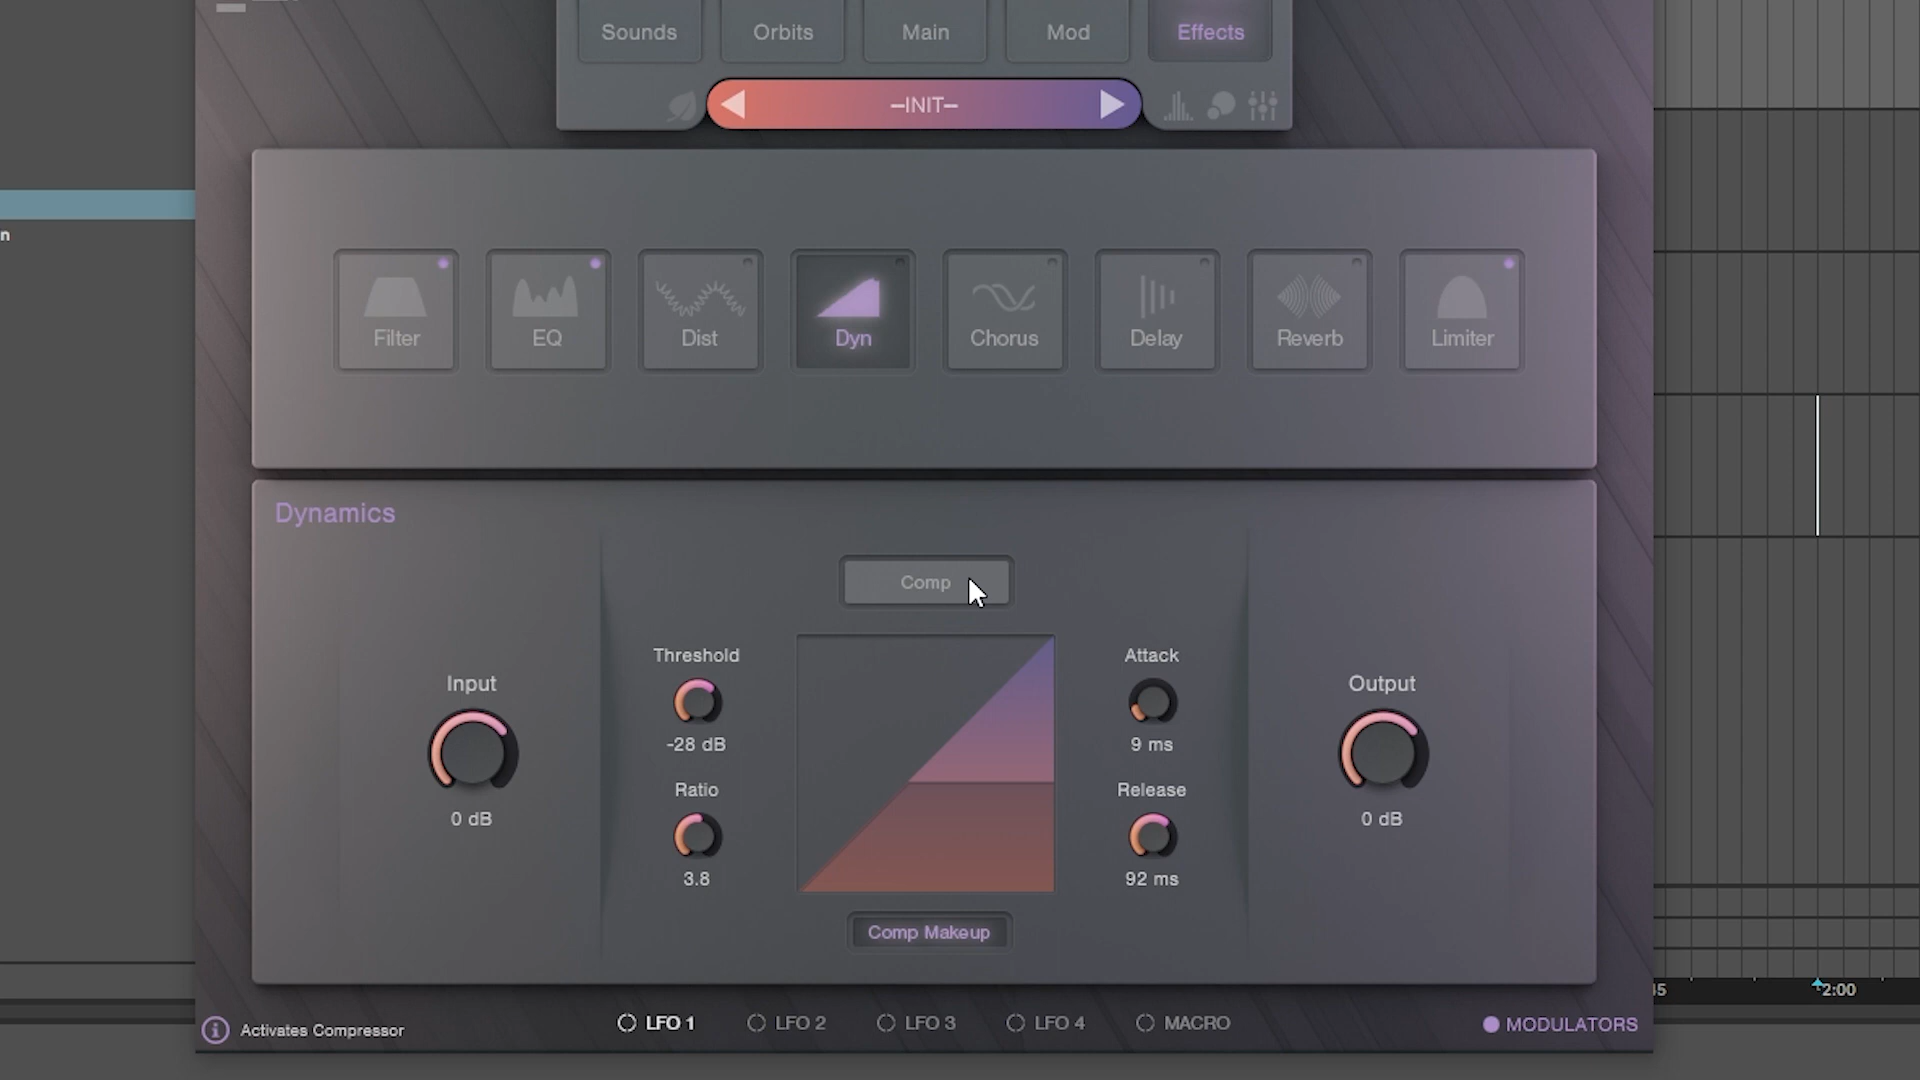 Sounds
Orbits
Main
Mod
Effects
–INIT–
n
Filter
EQ
Dist
Dyn
Chorus
Delay
Reverb
Limiter
Dynamics
Comp
Threshold
Attack
Input
Output
-28 dB
9 ms
Ratio
Release
0 dB
0 dB
3.8
92 ms
Comp Makeup
45
2:00
Activates Compressor
LFO 1
LFO 2
LFO 3
LFO 4
MACRO
MODULATORS